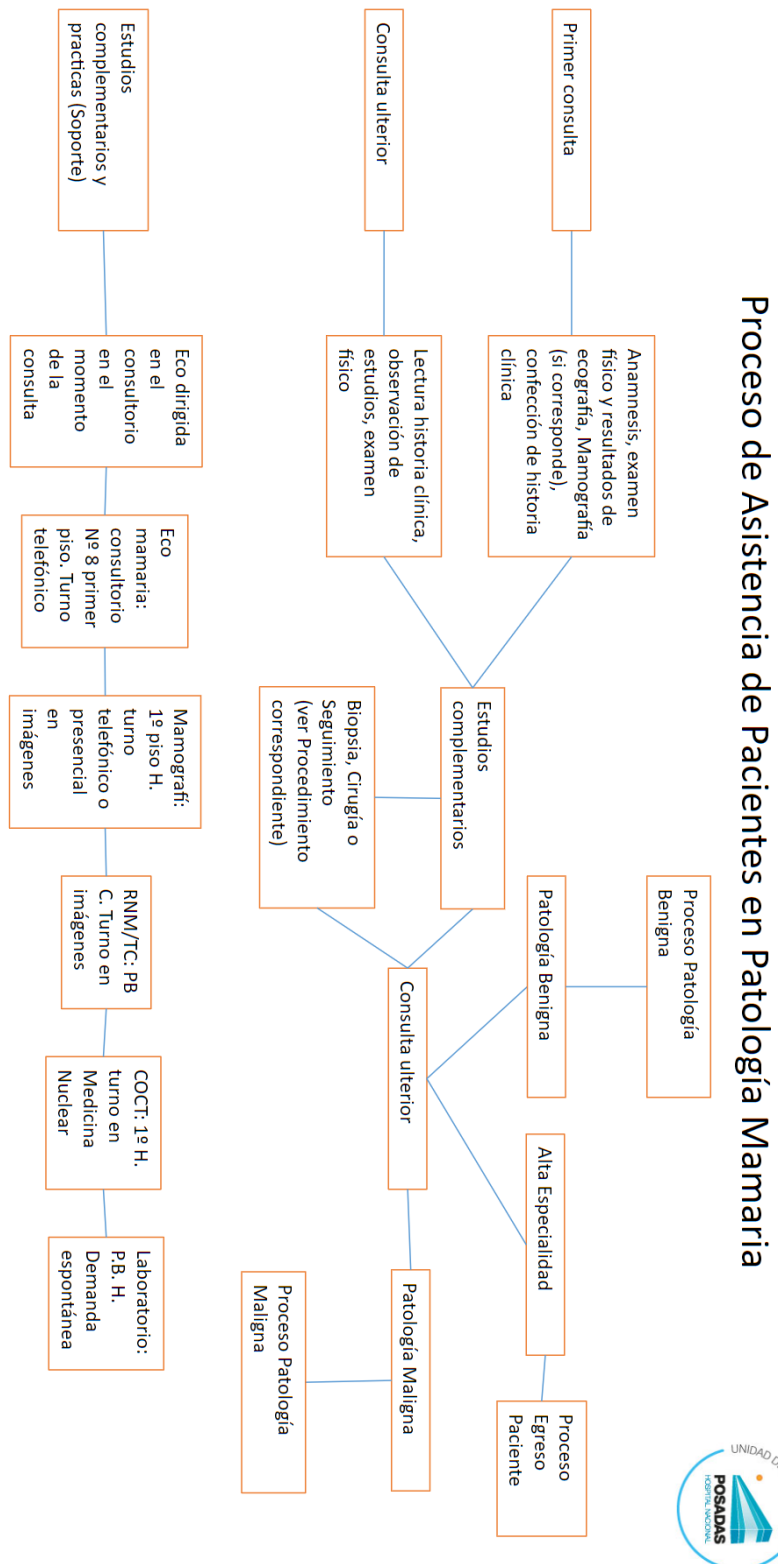 Proceso de Asistencia de Pacientes en Patología Mamaria
UNIDAD
POSADAS
HOSPITAL NACIONAL
Primer consulta
Anamnesis, examen
físico y resultados de
ecografía, Mamografía
(si corresponde),
confección de historia
clínica
Consulta ulterior
Lectura historia clínica,
observación de
estudios, examen
físico
Estudios
complementarios
Biopsia, Cirugía o
Seguimiento
(ver Procedimiento
correspondiente)
Proceso Patología
Benigna
Patología Benigna
Consulta ulterior
Alta Especialidad
Proceso
Egreso
Paciente
Patología Maligna
Proceso Patología
Maligna
Estudios
complementarios y
practicas (Soporte)
Eco dirigida
en el
consultorio
en el
momento
de la
consulta
Eco
mamaria:
consultorio
Nº 8 primer
piso. Turno
telefónico
Mamografí:
1º piso H.
turno
telefónico o
presencial
en
imágenes
RNM/TC: PB
C. Turno en
imágenes
COCT: 1º H.
turno en
Medicina
Nuclear
Laboratorio:
P.B. H.
Demanda
espontánea